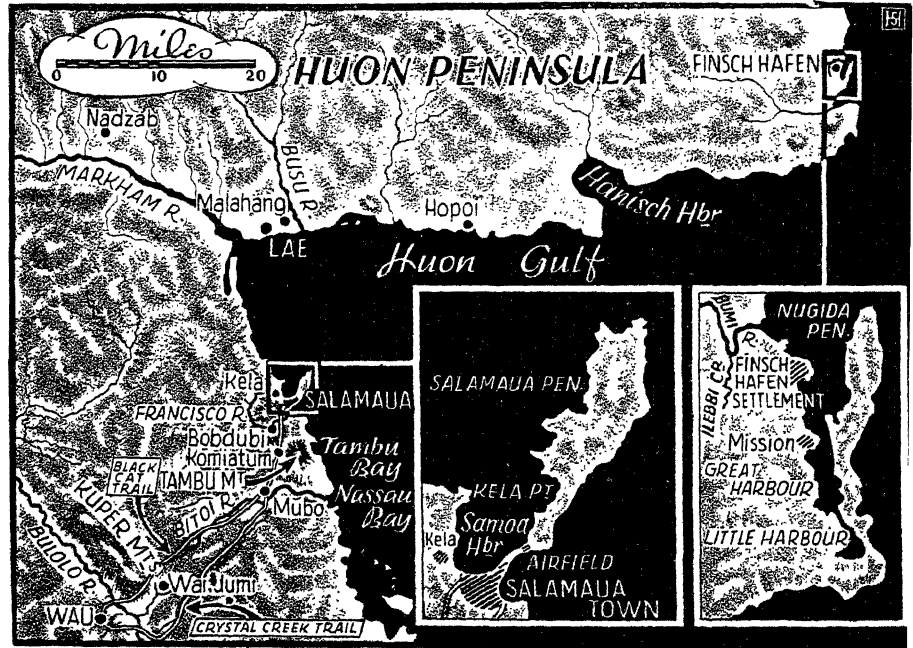 Miles
0 10 20
HUON PENINSULA
FINSCH HAFEN
Nadzab
BUSU R.
MARKHAM R.
Malahang
Hopoi
Hanisch Hbr
LAE
Huon Gulf
Kela
SALAMAUA
FRANCISCO R.
Bobdubi
Komiatum
Tambu
Bay
BLACK
CAT
TRAIL
TAMBU MT.
Nassau
Bay
KUPER MTS
BITOI R.
Mubo
BULOLO R.
Wandumi
WAU
CRYSTAL CREEK TRAIL
SALAMAUA PEN.
KELA PT
Samoa
Hbr
Kela
AIRFIELD
SALAMAUA
TOWN
NUGIDA
PEN.
BUMI
R.
ILEBBI CR.
FINSCH
HAFEN
SETTLEMENT
Mission
GREAT
HARBOUR
LITTLE HARBOUR